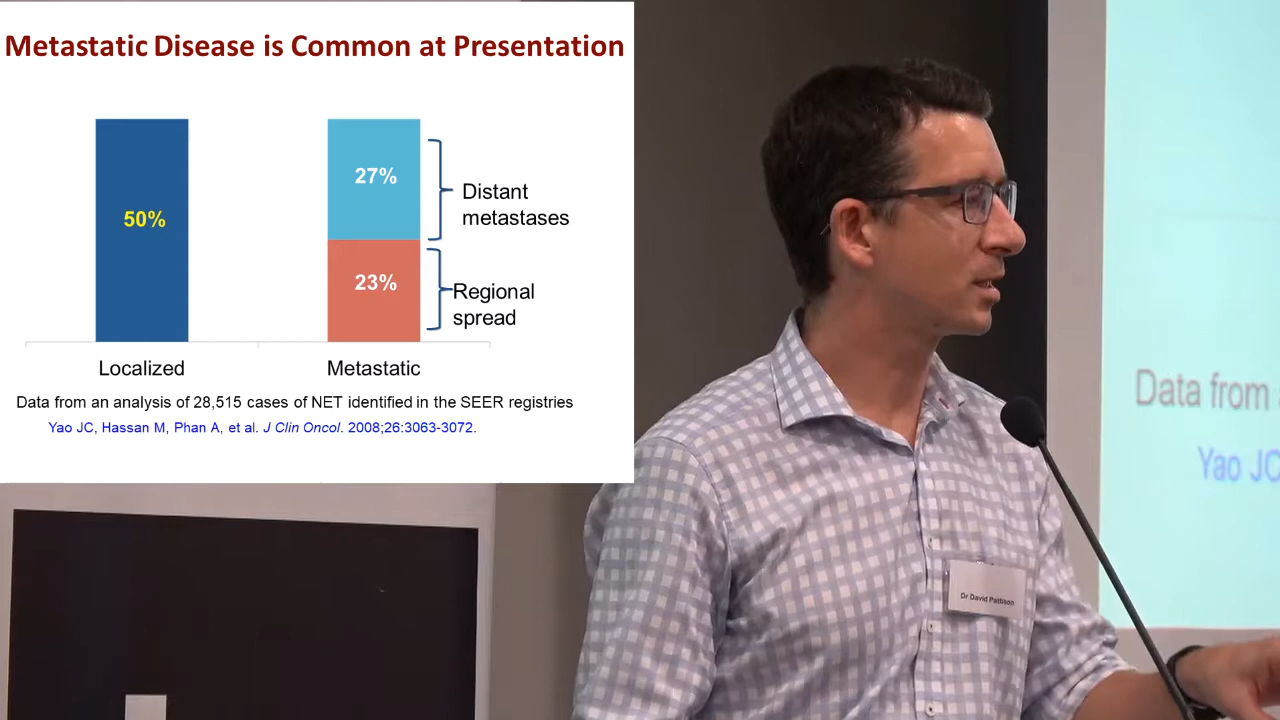 Metastatic Disease is Common at Presentation
50%
27%
23%
Distant
metastases
Regional
spread
Localized
Metastatic
Data from an analysis of 28,515 cases of NET identified in the SEER registries
Yao JC, Hassan M, Phan A, et al. J Clin Oncol. 2008;26:3063-3072.
Dr David Pattison
Data from
Yao JC